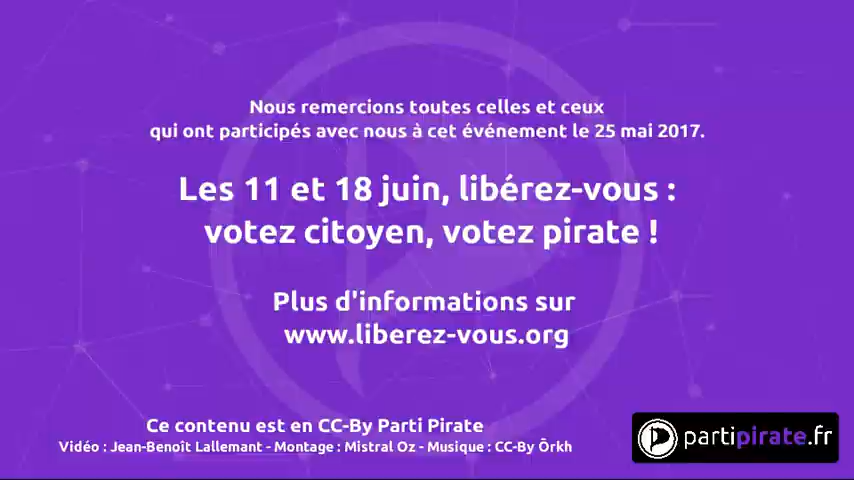 Nous remercions toutes celles et ceux
qui ont participés avec nous à cet événement le 25 mai 2017.
Les 11 et 18 juin, libérez-vous :
votez citoyen, votez pirate !
Plus d'informations sur
www.liberez-vous.org
Ce contenu est en CC-By Parti Pirate
Vidéo : Jean-Benoît Lallemant - Montage : Mistral Oz - Musique : CC-By Ōrkh
partipirate.fr